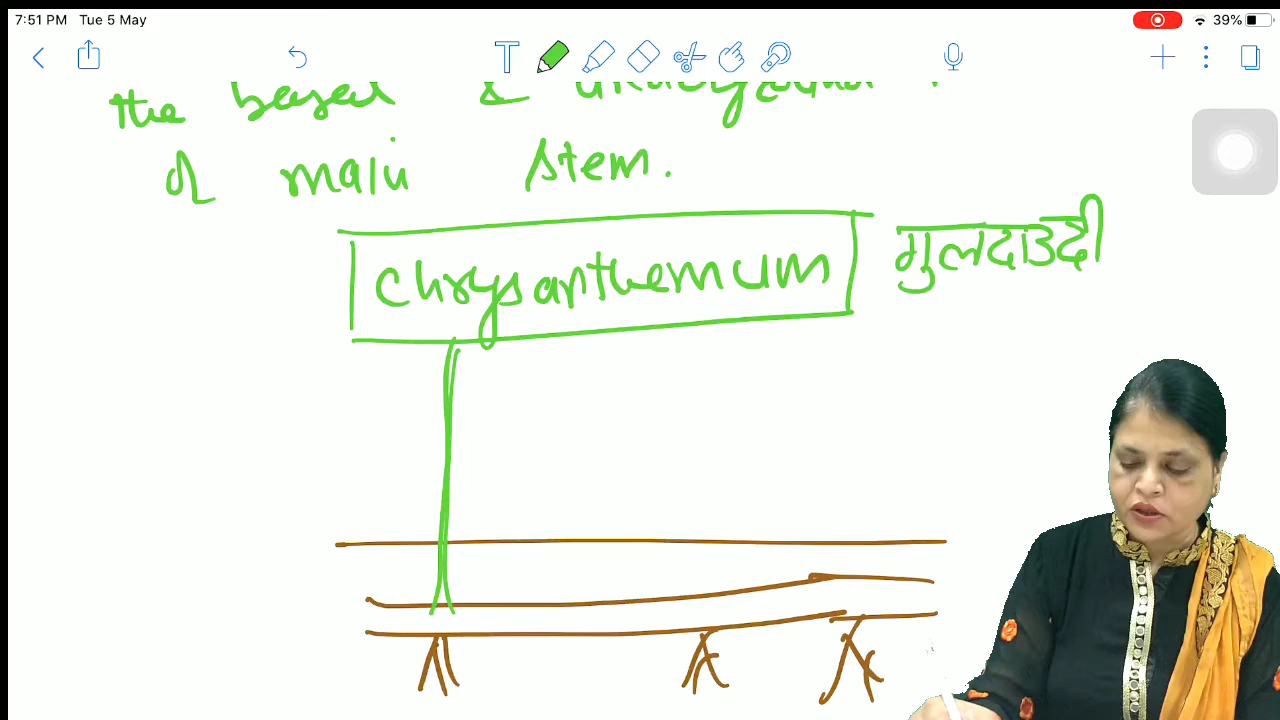 7:51 PM Tue 5 May 39%
the &
of main stem.
Chrysanthemum गुलदाउदी